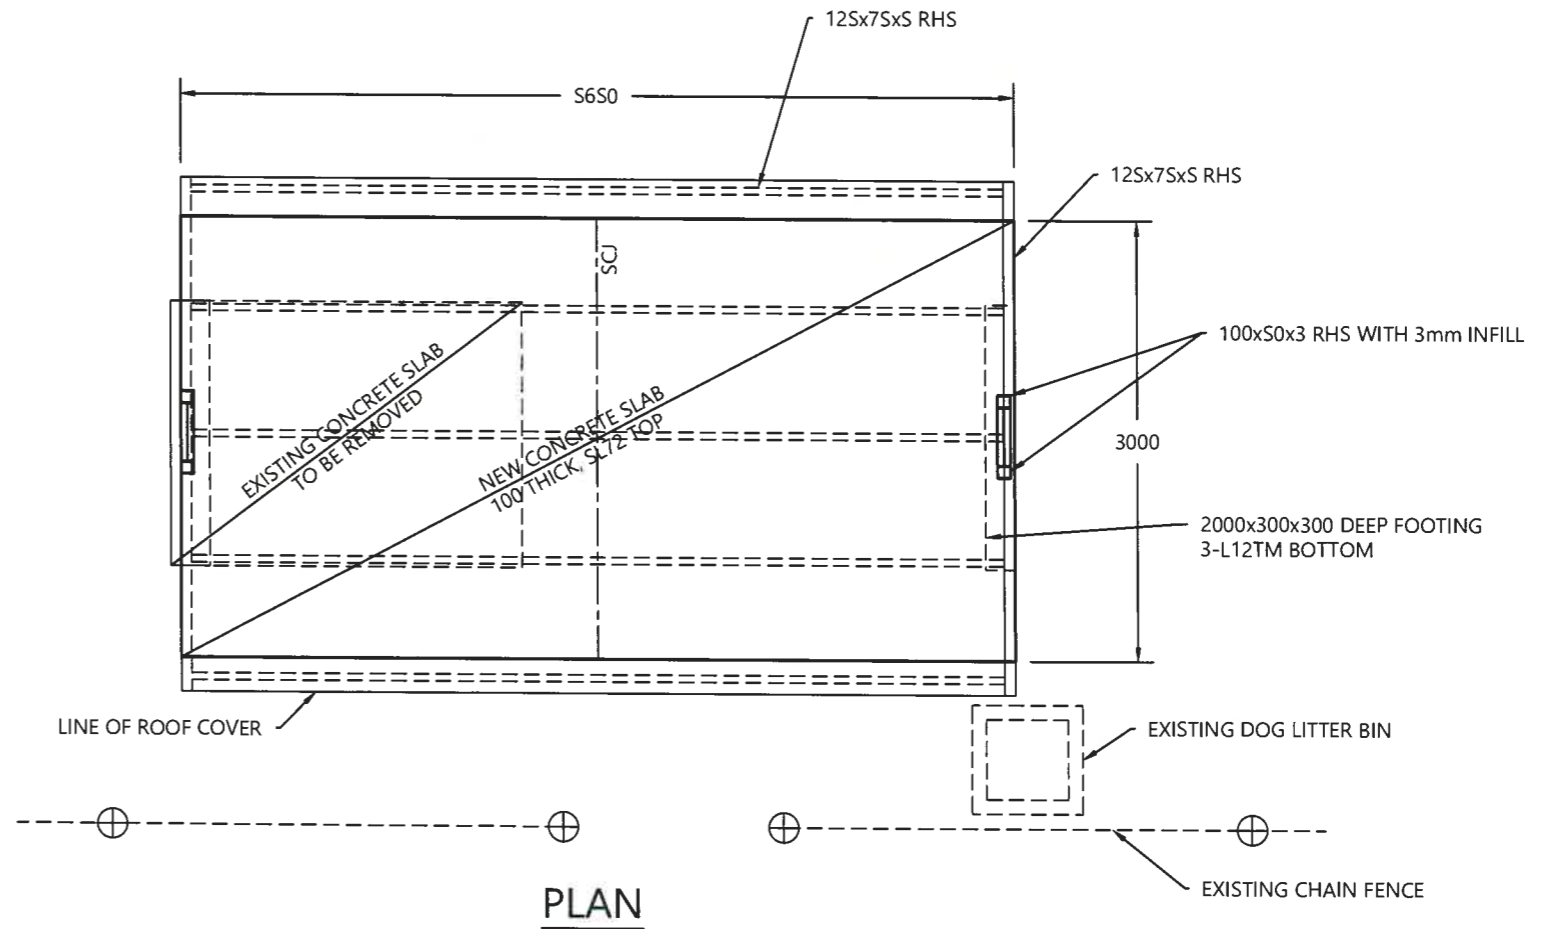 12Sx7SxS RHS
S6S0
12Sx7SxS RHS
SCJ
100xS0x3 RHS WITH 3mm INFILL
EXISTING CONCRETE SLAB
TO BE REMOVED
NEW CONCRETE SLAB
100 THICK, SL72 TOP
3000
2000x300x300 DEEP FOOTING
3-L12TM BOTTOM
LINE OF ROOF COVER
EXISTING DOG LITTER BIN
EXISTING CHAIN FENCE
PLAN